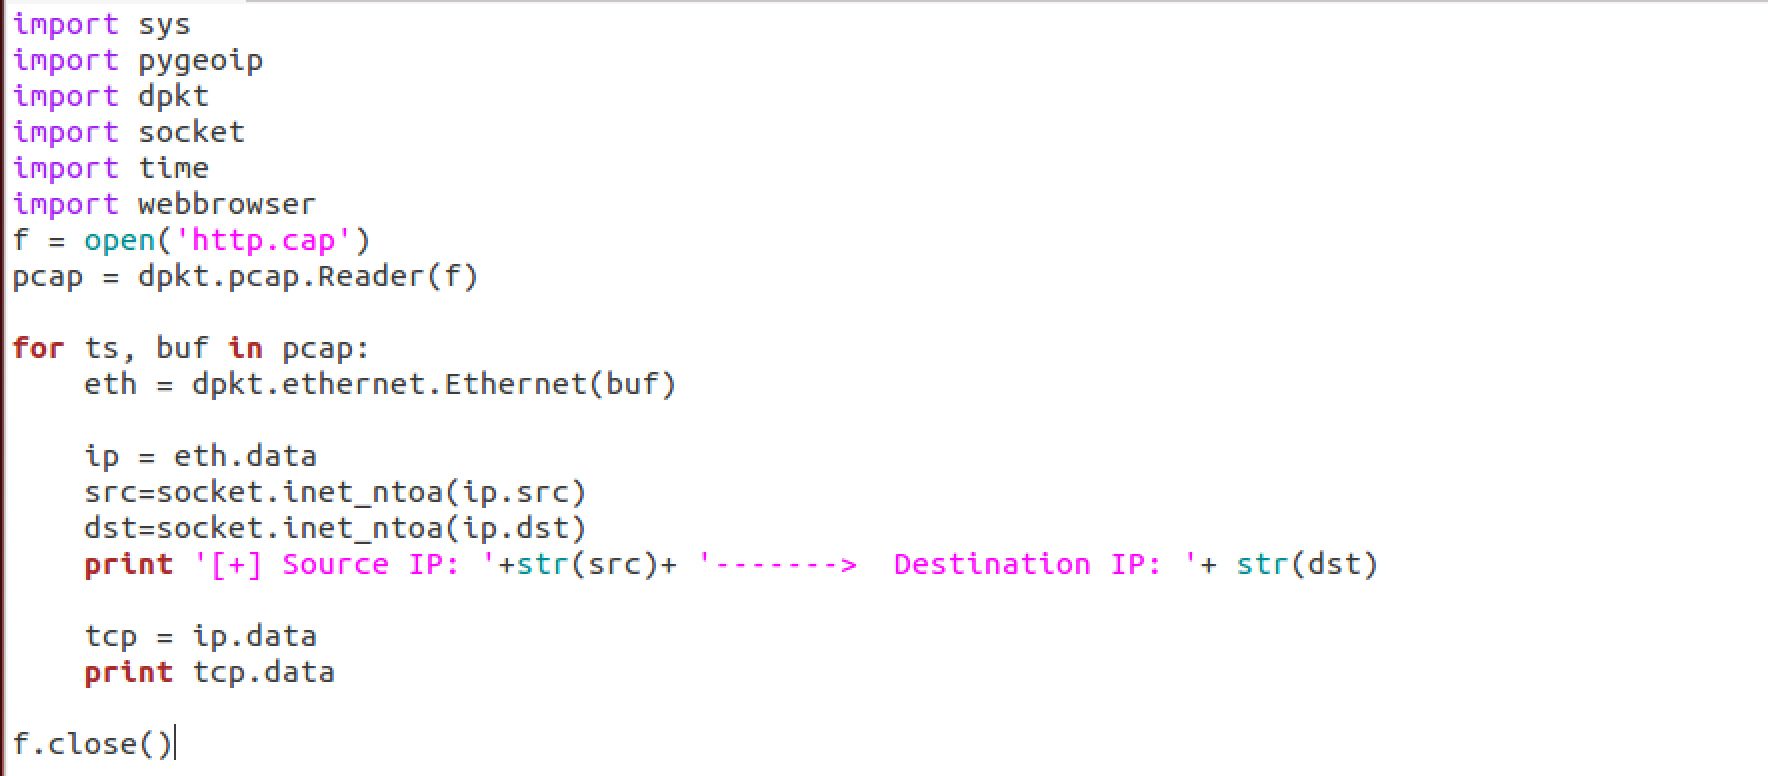 import sys
import pygeoip
import dpkt
import socket
import time
import webbrowser
f = open('http.cap')
pcap = dpkt.pcap.Reader(f)

for ts, buf in pcap:
    eth = dpkt.ethernet.Ethernet(buf)

    ip = eth.data
    src=socket.inet_ntoa(ip.src)
    dst=socket.inet_ntoa(ip.dst)
    print '[+] Source IP: '+str(src)+ '-------> Destination IP: '+ str(dst)

    tcp = ip.data
    print tcp.data

f.close()